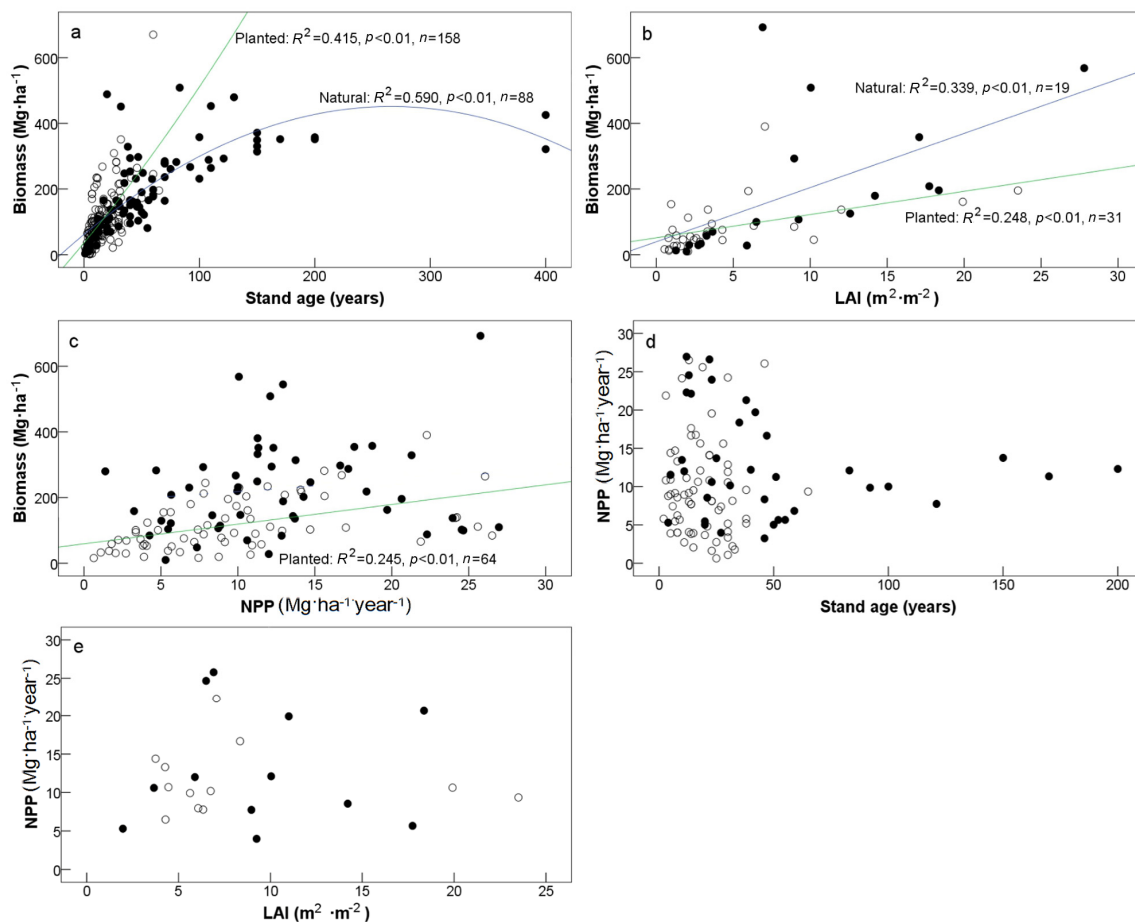 a
Planted: R²=0.415, p<0.01, n=158
Natural: R²=0.590, p<0.01, n=88
Biomass (Mg·ha⁻¹)
600
400
200
0
0 100 200 300 400
Stand age (years)
b
Natural: R²=0.339, p<0.01, n=19
Planted: R²=0.248, p<0.01, n=31
Biomass (Mg·ha⁻¹)
600
400
200
0
0 5 10 15 20 25 30
LAI (m²·m⁻²)
c
Planted: R²=0.245, p<0.01, n=64
Biomass (Mg·ha⁻¹)
600
400
200
0
0 5 10 15 20 25 30
NPP (Mg·ha⁻¹·year⁻¹)
d
NPP (Mg·ha⁻¹·year⁻¹)
30
25
20
15
10
5
0
0 50 100 150 200
Stand age (years)
e
NPP (Mg·ha⁻¹·year⁻¹)
30
25
20
15
10
5
0
0 5 10 15 20 25
LAI (m² ·m⁻²)